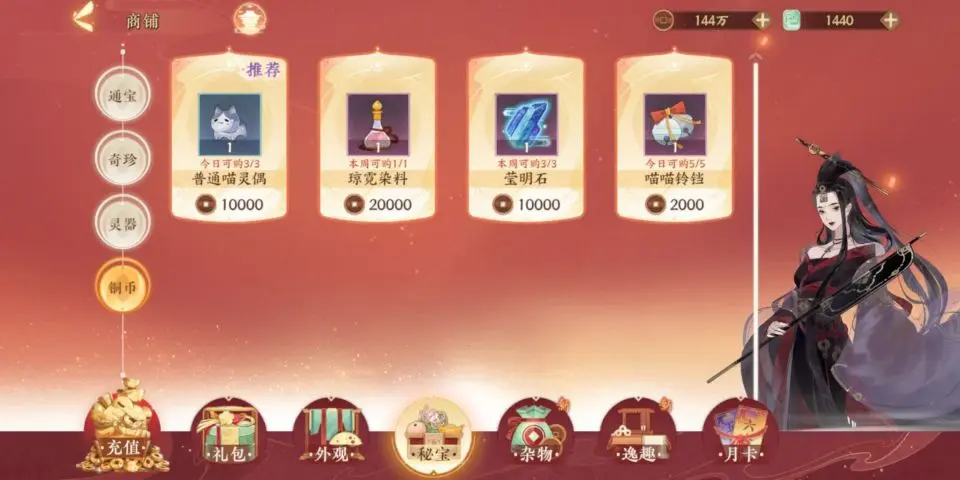 商铺
144万
1440
通宝
奇珍
灵器
铜币
推荐
1
今日可购3/3
普通喵灵偶
10000
1
本周可购1/1
琼霓染料
20000
1
本周可购3/3
莹明石
10000
1
今日可购5/5
喵喵铃铛
2000
充值
礼包
外观
秘宝
杂物
新
逸趣
新
月卡